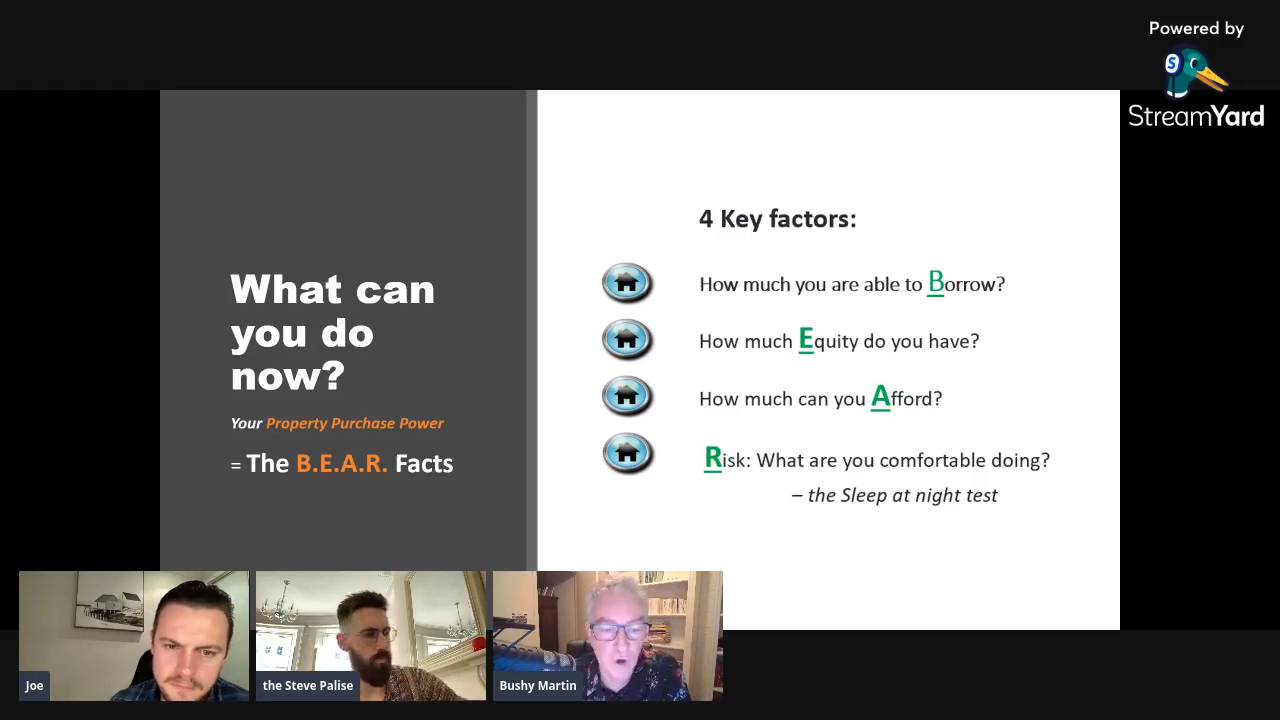 Powered by
StreamYard
What can
you do
now?
Your Property Purchase Power
= The B.E.A.R. Facts
4 Key factors:
How much you are able to Borrow?
How much Equity do you have?
How much can you Afford?
Risk: What are you comfortable doing?
– the Sleep at night test
Joe
the Steve Palise
Bushy Martin